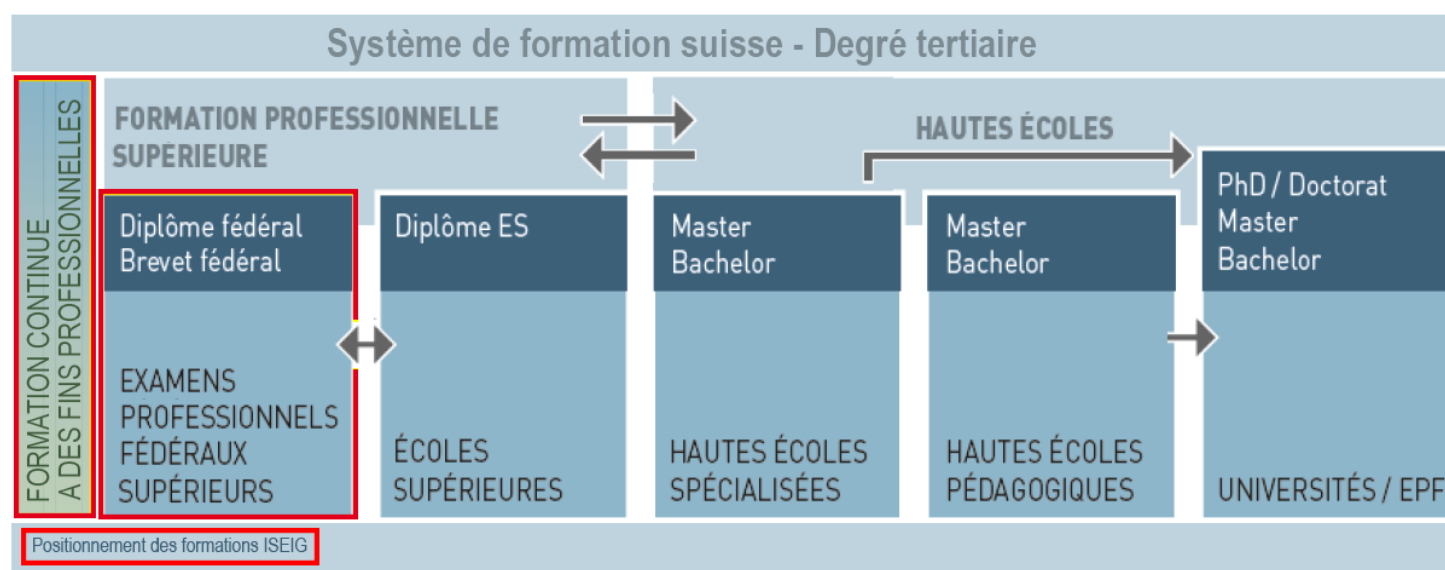 Système de formation suisse - Degré tertiaire
FORMATION CONTINUE
A DES FINS PROFESSIONNELLES
FORMATION PROFESSIONNELLE
SUPÉRIEURE
HAUTES ÉCOLES
Diplôme fédéral
Brevet fédéral
EXAMENS
PROFESSIONNELS
FÉDÉRAUX
SUPÉRIEURS
Diplôme ES
ÉCOLES
SUPÉRIEURES
Master
Bachelor
HAUTES ÉCOLES
SPÉCIALISÉES
Master
Bachelor
HAUTES ÉCOLES
PÉDAGOGIQUES
PhD / Doctorat
Master
Bachelor
UNIVERSITÉS / EPF
Positionnement des formations ISEIG